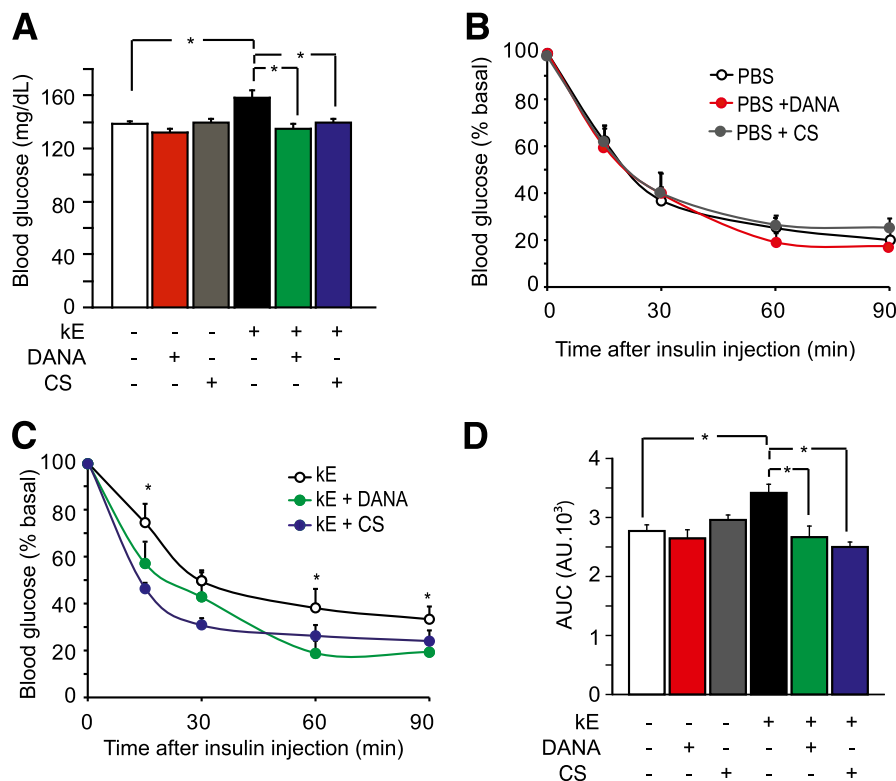 A
Blood glucose (mg/dL)
160
120
80
40
0
*
*
*
kE - - - + + +
DANA - + - - + -
CS - - + - - +
B
Blood glucose (% basal)
100
80
60
40
20
0
0 30 60 90
Time after insulin injection (min)
PBS
PBS +DANA
PBS + CS
C
Blood glucose (% basal)
100
80
60
40
20
0
0 30 60 90
Time after insulin injection (min)
* * *
kE
kE + DANA
kE + CS
D
AUC (AU.10³)
4
3
2
1
0
*
*
*
kE - - - + + +
DANA - + - - + -
CS - - + - - +